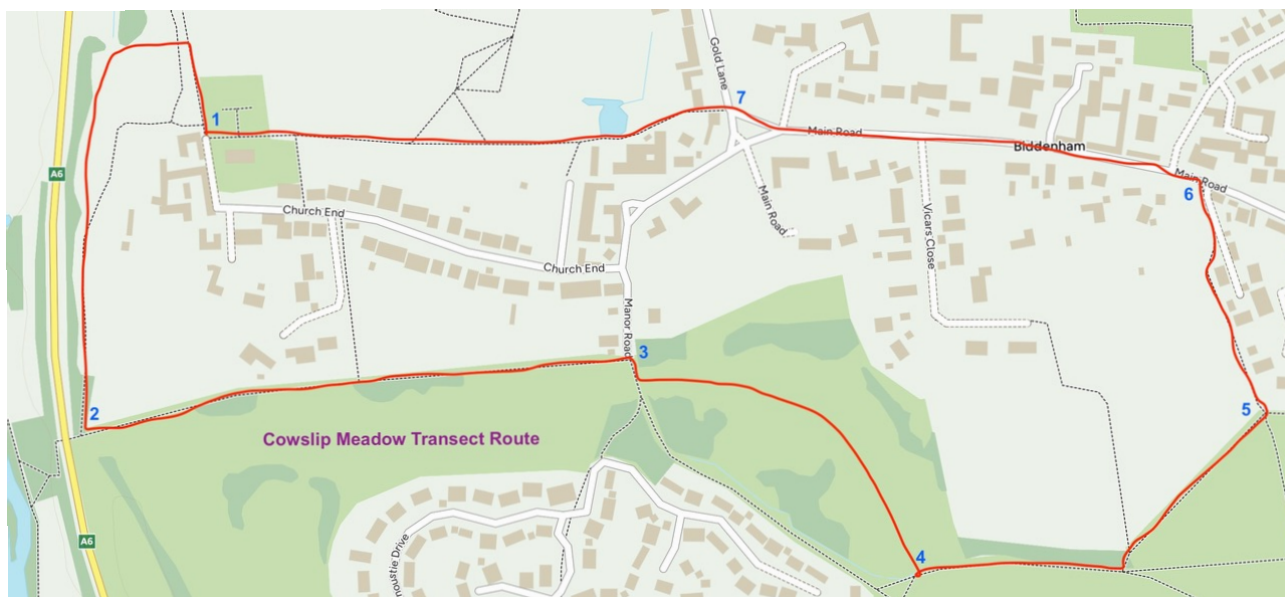 Gold Lane
7
1
Main Road
Biddenham
A6
Main Road
6
Main Road
Church End
Vicars Close
Church End
Manor Road
3
2
5
Cowslip Meadow Transect Route
A6
4
noustie Drive